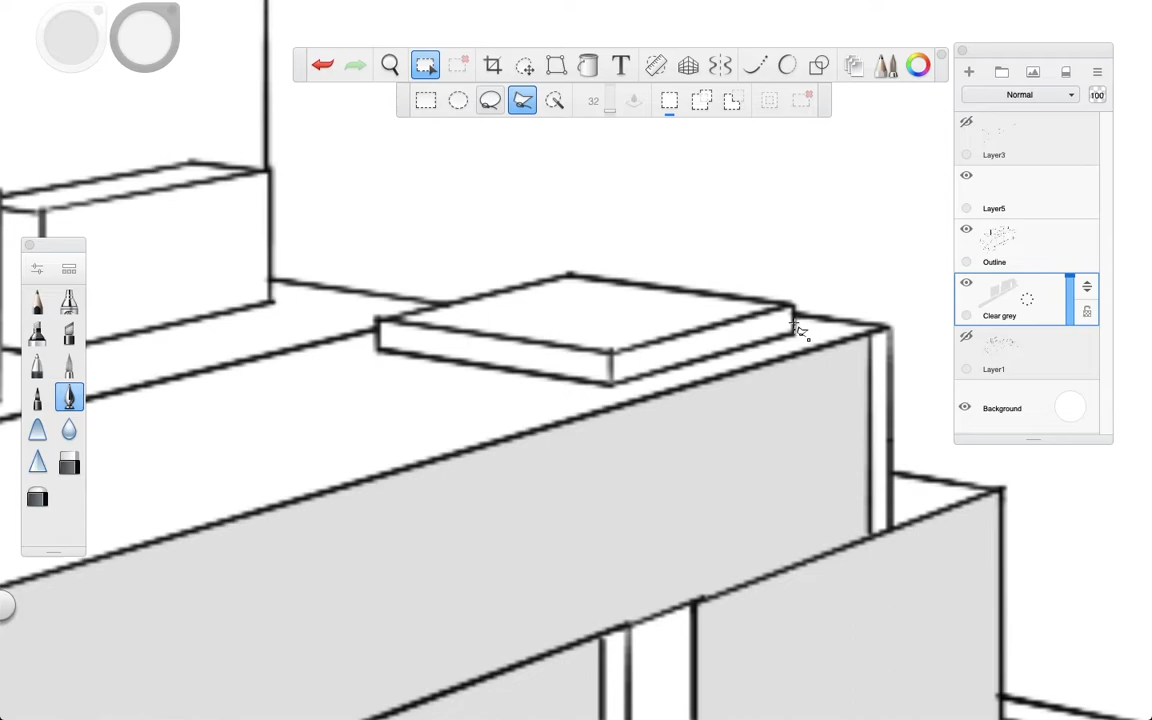 T
32
Normal
100
Layer3
Layer5
Outline
Clear grey
Layer1
Background